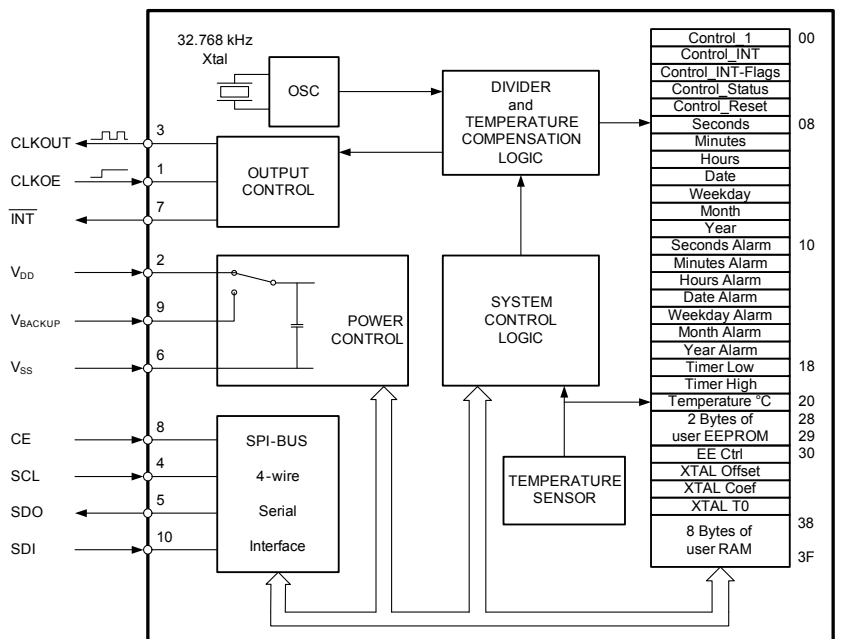 32.768 kHz
Xtal
OSC
DIVIDER
and
TEMPERATURE
COMPENSATION
LOGIC
CLKOUT 3
CLKOE 1
INT 7
OUTPUT
CONTROL
VDD 2
VBACKUP 9
VSS 6
POWER
CONTROL
SYSTEM
CONTROL
LOGIC
CE 8
SCL 4
SDO 5
SDI 10
SPI-BUS
4-wire
Serial
Interface
TEMPERATURE
SENSOR
Control_1 00
Control_INT
Control_INT-Flags
Control_Status
Control_Reset
Seconds 08
Minutes
Hours
Date
Weekday
Month
Year
Seconds Alarm 10
Minutes Alarm
Hours Alarm
Date Alarm
Weekday Alarm
Month Alarm
Year Alarm
Timer Low 18
Timer High
Temperature °C 20
2 Bytes of 28
user EEPROM 29
EE Ctrl 30
XTAL Offset
XTAL Coef
XTAL T0
38
8 Bytes of
user RAM
3F